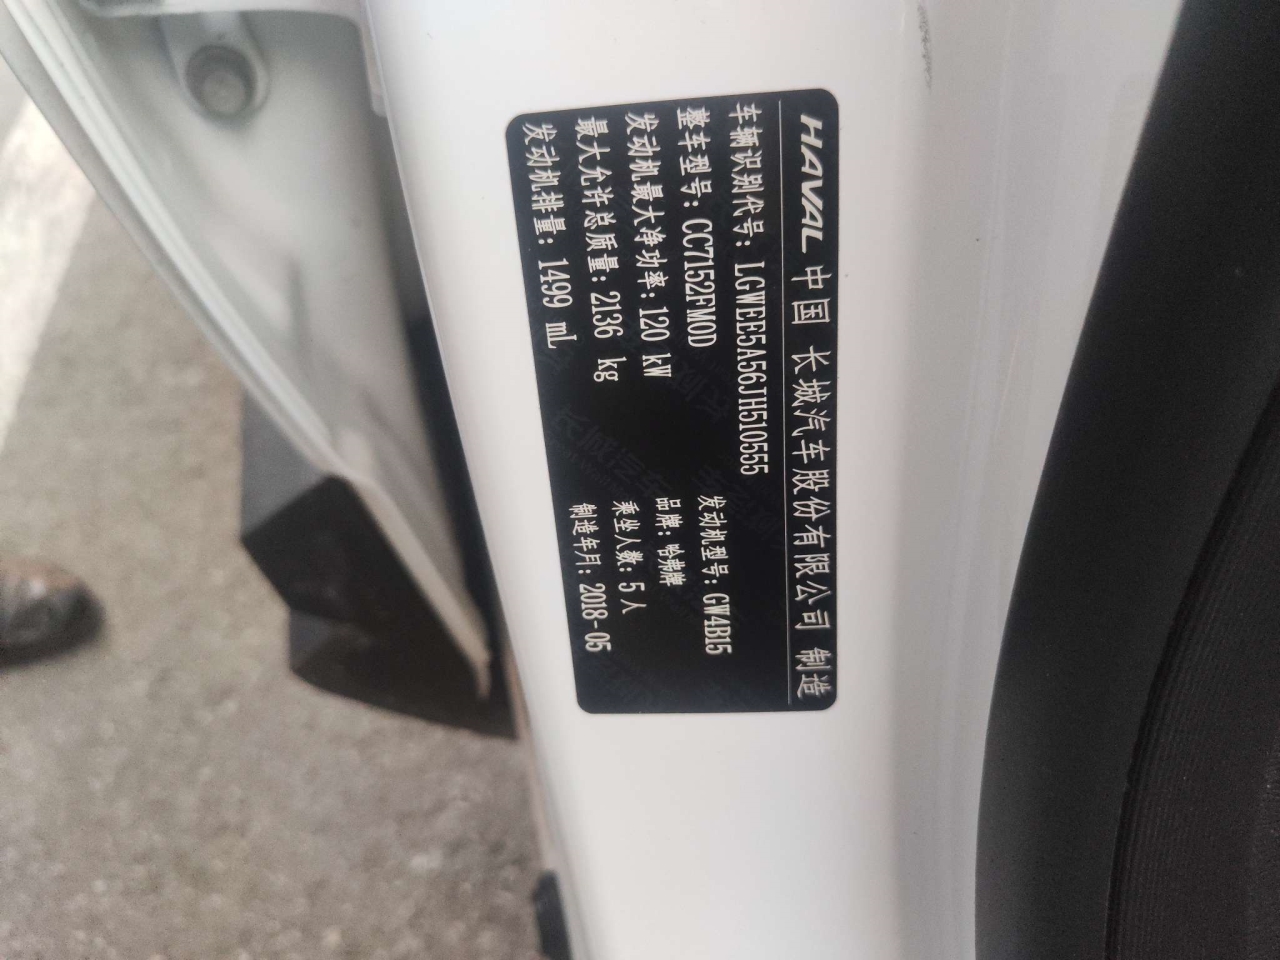 HAVAL 中国 长城汽车股份有限公司 制造
车辆识别代号: LGWEE5A56JH510555
整车型号: CC7152FM0D 发动机型号: GW4B15
发动机最大净功率: 120 kW 品牌: 哈弗牌
最大允许总质量: 2136 kg 乘坐人数: 5 人
发动机排量: 1499 mL 制造年月: 2018-05